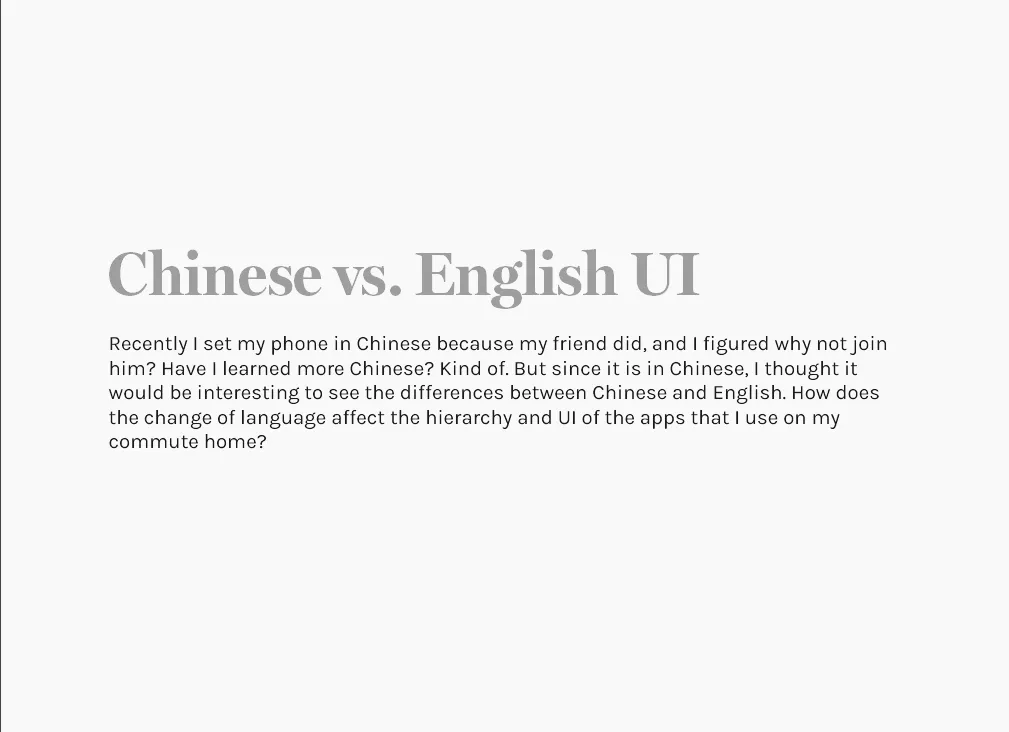 Chinese vs. English UI
Recently I set my phone in Chinese because my friend did, and I figured why not join
him? Have I learned more Chinese? Kind of. But since it is in Chinese, I thought it
would be interesting to see the differences between Chinese and English. How does
the change of language affect the hierarchy and UI of the apps that I use on my
commute home?